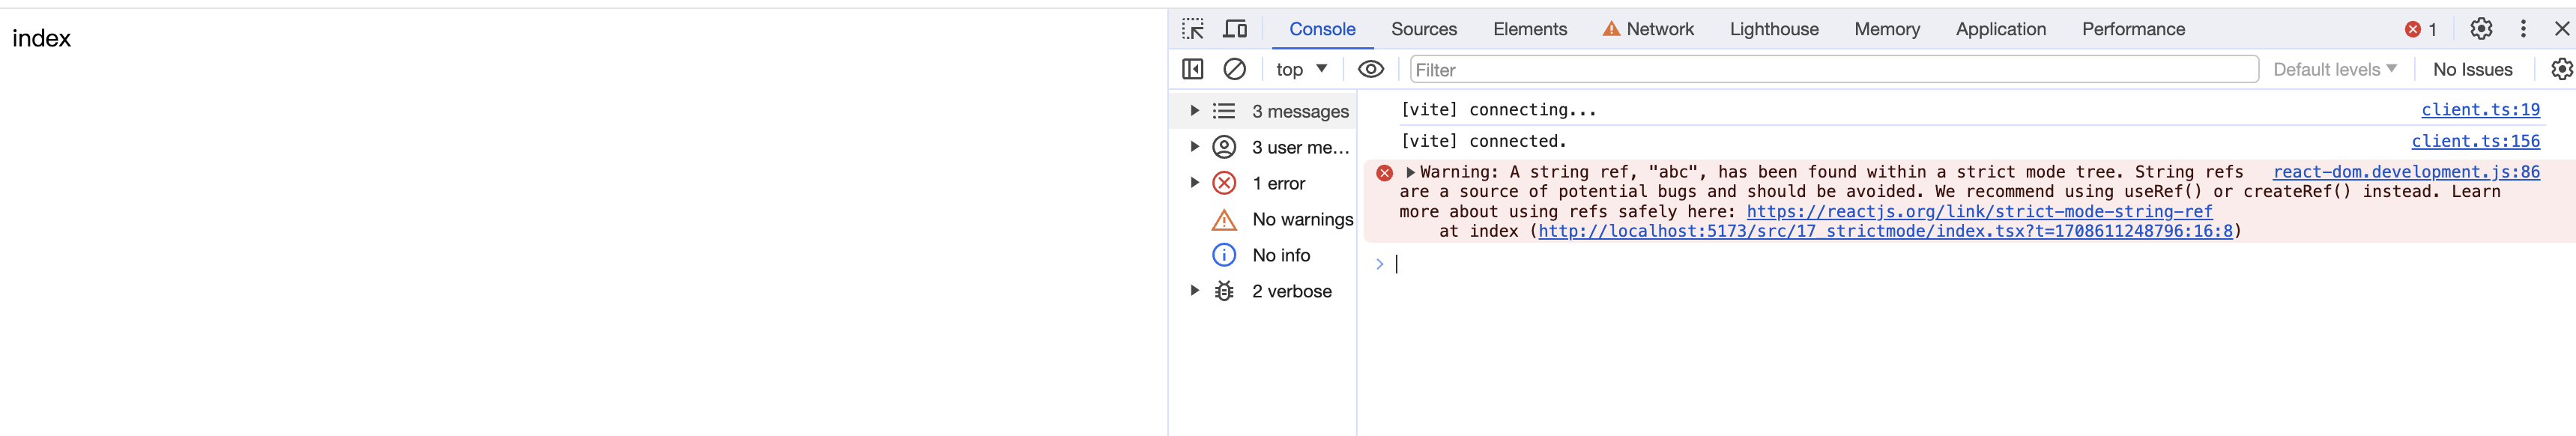 index
Console Sources Elements Network Lighthouse Memory Application Performance 1
top Filter Default levels No Issues
3 messages
3 user me…
1 error
No warnings
No info
2 verbose
[vite] connecting... client.ts:19
[vite] connected. client.ts:156
Warning: A string ref, "abc", has been found within a strict mode tree. String refs react-dom.development.js:86
are a source of potential bugs and should be avoided. We recommend using useRef() or createRef() instead. Learn
more about using refs safely here: https://reactjs.org/link/strict-mode-string-ref
at index (http://localhost:5173/src/17_strictmode/index.tsx?t=1708611248796:16:8)
>